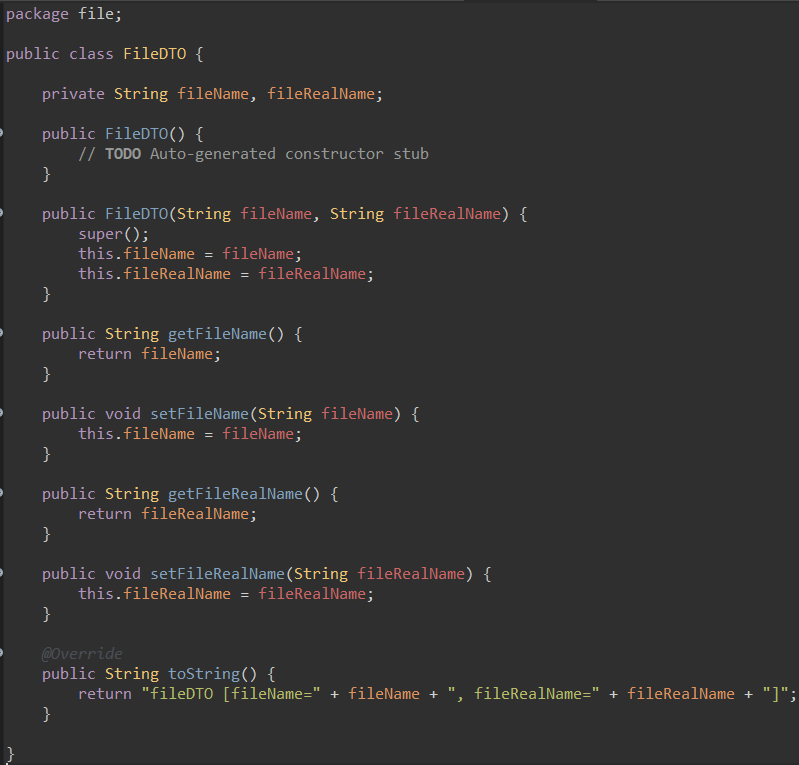 package file;
public class FileDTO {
private String fileName, fileRealName;
public FileDTO() {
// TODO Auto-generated constructor stub
}
public FileDTO(String fileName, String fileRealName) {
super();
this.fileName = fileName;
this.fileRealName = fileRealName;
}
public String getFileName() {
return fileName;
}
public void setFileName(String fileName) {
this.fileName = fileName;
}
public String getFileRealName() {
return fileRealName;
}
public void setFileRealName(String fileRealName) {
this.fileRealName = fileRealName;
}
@Override
public String toString() {
return "fileDTO [fileName=" + fileName + ", fileRealName=" + fileRealName + "]";
}
}